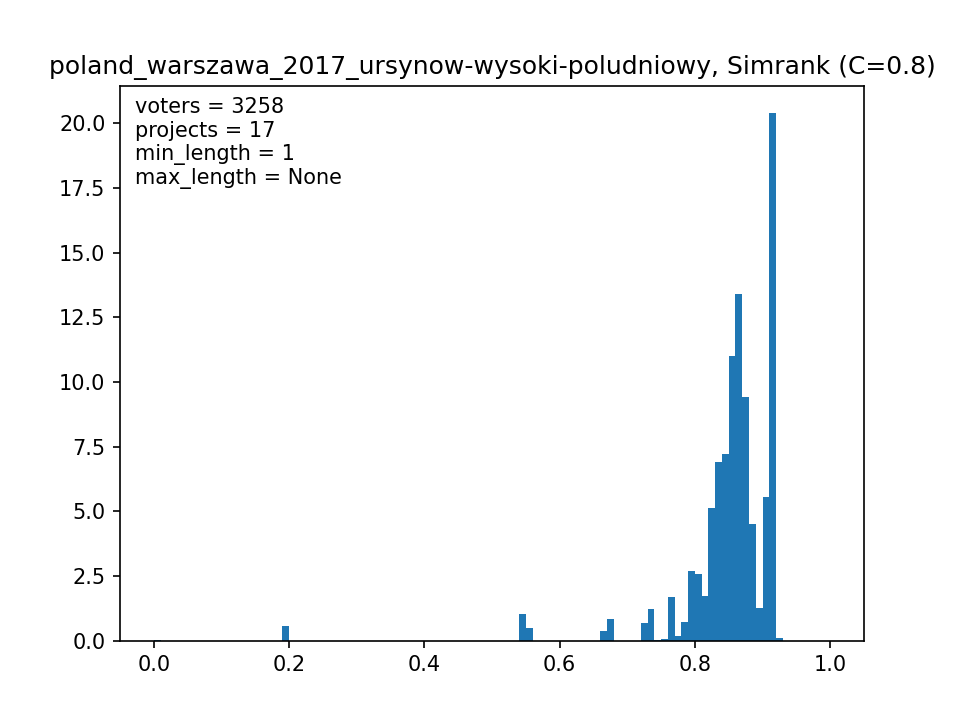 poland_warszawa_2017_ursynow-wysoki-poludniowy, Simrank (C=0.8)
voters = 3258
projects = 17
min_length = 1
max_length = None
20.0
17.5
15.0
12.5
10.0
7.5
5.0
2.5
0.0
0.0 0.2 0.4 0.6 0.8 1.0